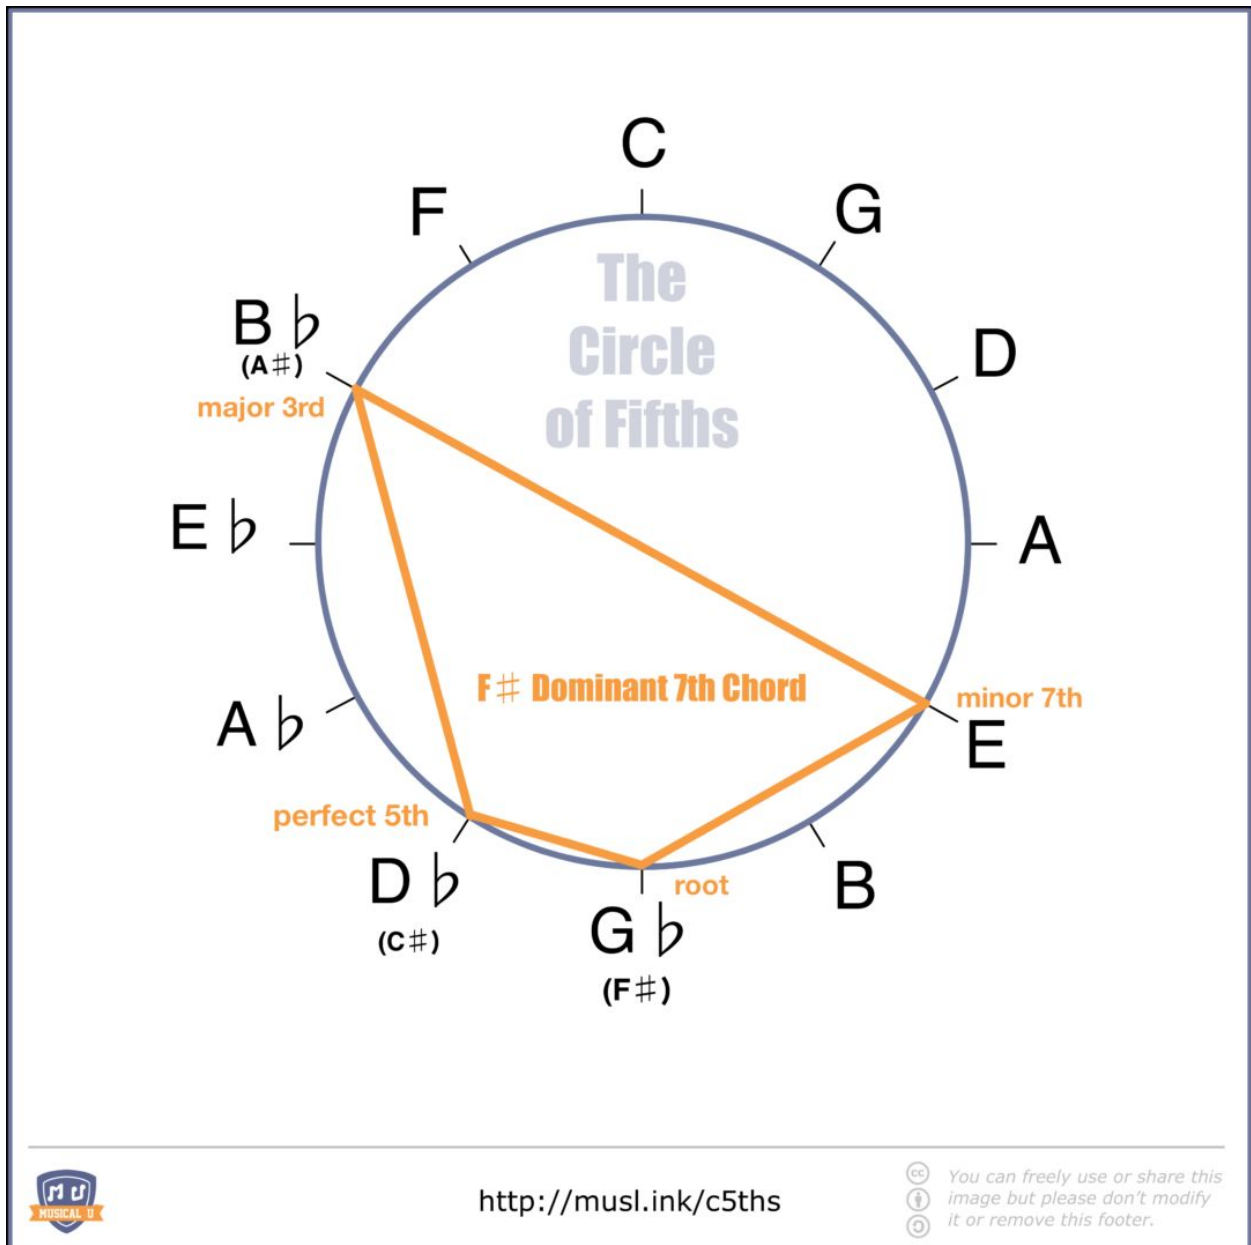 C
F
G
The
Circle
of Fifths
B ♭
(A♯)
major 3rd
D
E ♭
A
F♯ Dominant 7th Chord
minor 7th
E
A ♭
perfect 5th
D ♭
(C♯)
root
G ♭
(F♯)
B
MU
MUSICAL U
http://musl.ink/c5ths
cc
You can freely use or share this
image but please don't modify
it or remove this footer.